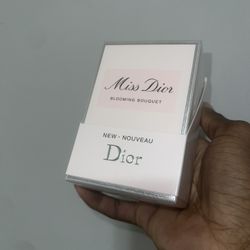 Miss Dior
BLOOMING BOUQUET
NEW - NOUVEAU
Dior